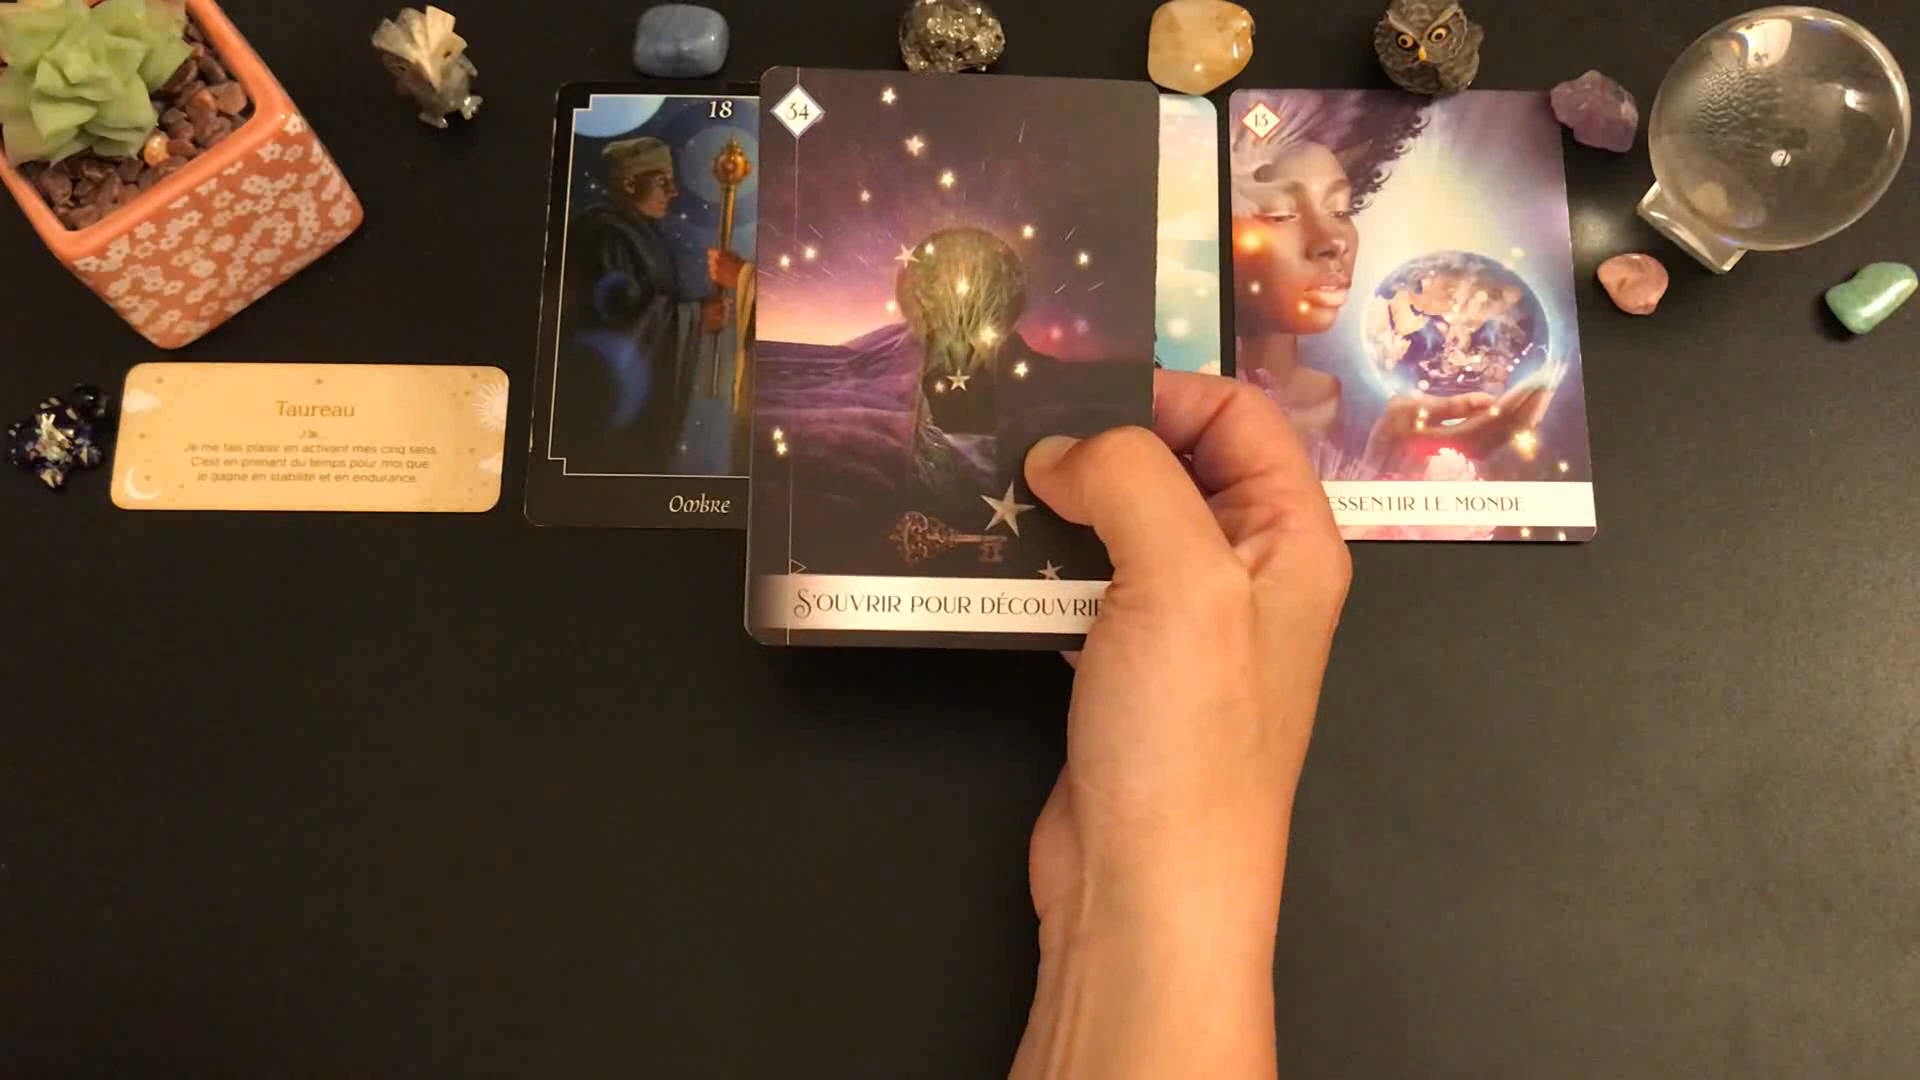 18
34
13
Taureau
Je me fais plaisir en activant mes cinq sens.
C'est en prenant du temps pour moi que
je gagne en stabilité et en endurance.
Ombre
ESSENTIR LE MONDE
S'OUVRIR POUR DÉCOUVRIR